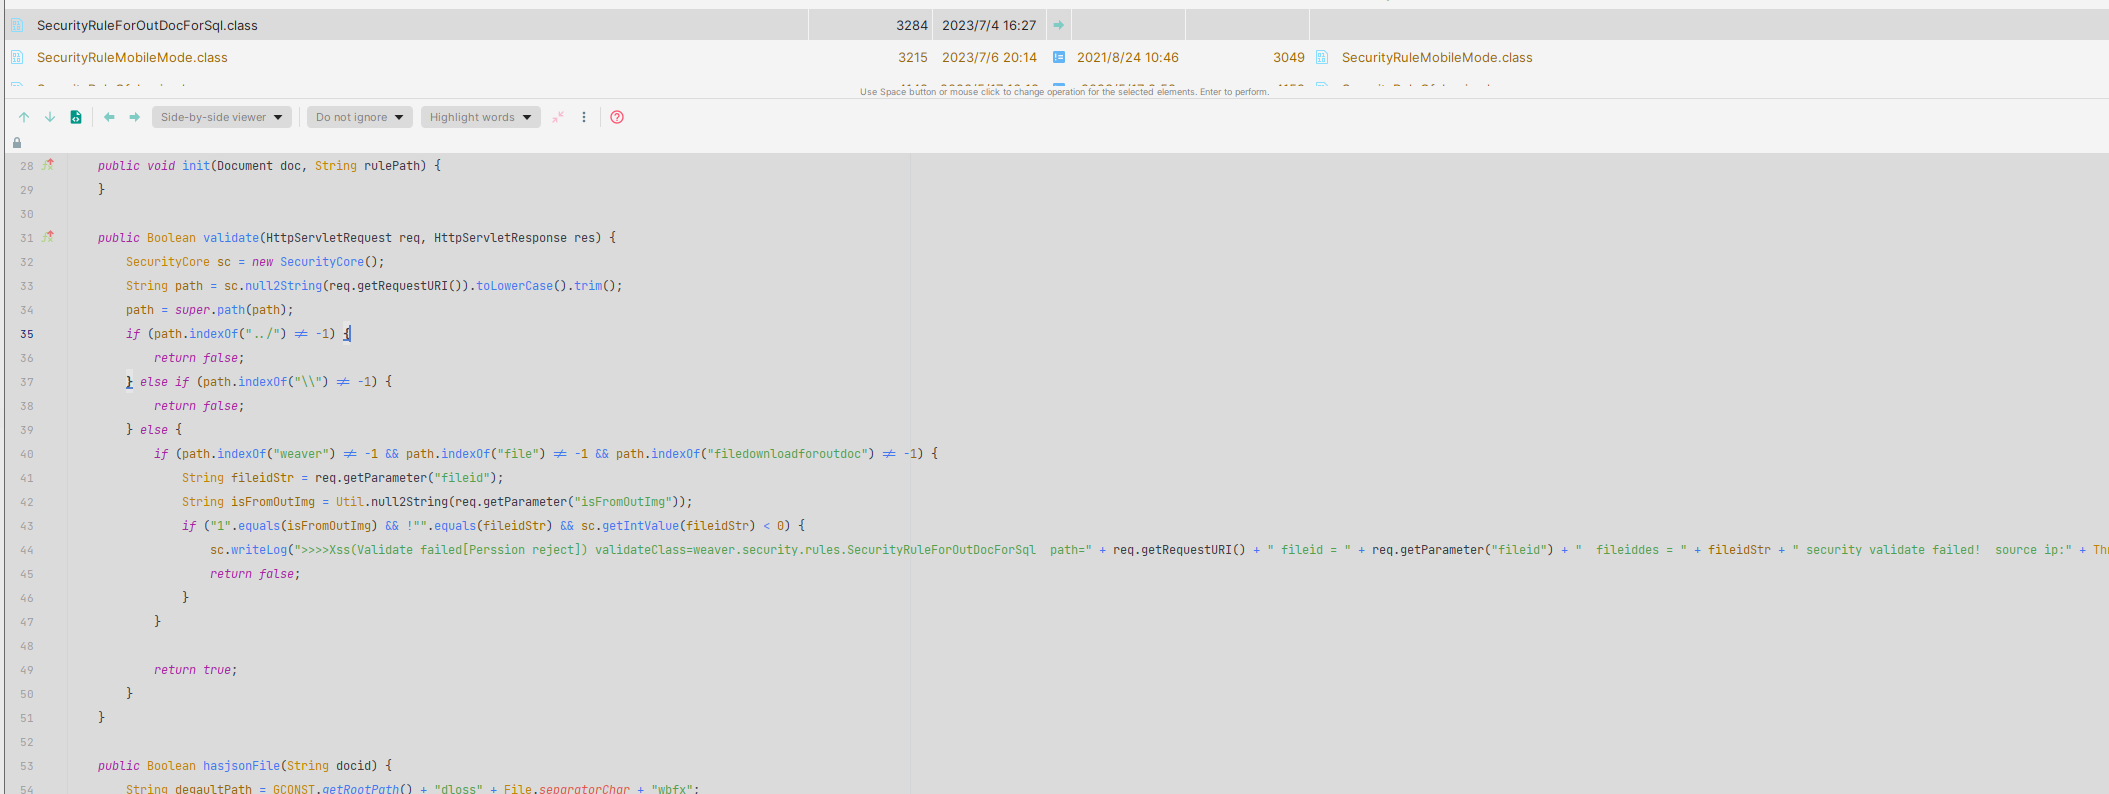 SecurityRuleForOutDocForSql.class 3284 2023/7/4 16:27
SecurityRuleMobileMode.class 3215 2023/7/6 20:14 2021/8/24 10:46 3049 SecurityRuleMobileMode.class
Use Space button or mouse click to change operation for the selected elements. Enter to perform.
Side-by-side viewer Do not ignore Highlight words
28 public void init(Document doc, String rulePath) {
29 }
30
31 public Boolean validate(HttpServletRequest req, HttpServletResponse res) {
32 SecurityCore sc = new SecurityCore();
33 String path = sc.null2String(req.getRequestURI()).toLowerCase().trim();
34 path = super.path(path);
35 if (path.indexOf("../") ≠ -1) {
36 return false;
37 } else if (path.indexOf("\\") ≠ -1) {
38 return false;
39 } else {
40 if (path.indexOf("weaver") ≠ -1 && path.indexOf("file") ≠ -1 && path.indexOf("filedownloadforoutdoc") ≠ -1) {
41 String fileidStr = req.getParameter("fileid");
42 String isFromOutImg = Util.null2String(req.getParameter("isFromOutImg"));
43 if ("1".equals(isFromOutImg) && !"".equals(fileidStr) && sc.getIntValue(fileidStr) < 0) {
44 sc.writeLog(">>>>Xss(Validate failed[Perssion reject]) validateClass=weaver.security.rules.SecurityRuleForOutDocForSql  path=" + req.getRequestURI() + " fileid = " + req.getParameter("fileid") + "  fileiddes = " + fileidStr + " security validate failed!  source ip:" + Thr
45 return false;
46 }
47 }
48
49 return true;
50 }
51 }
52
53 public Boolean hasjsonFile(String docid) {
54 String degaultPath = GCONST.getRootPath() + "dloss" + File.separatorChar + "wbfx";